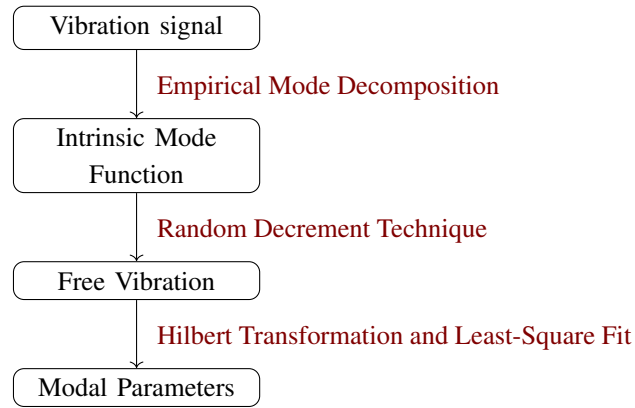 Vibration signal
Empirical Mode Decomposition
Intrinsic Mode
Function
Random Decrement Technique
Free Vibration
Hilbert Transformation and Least-Square Fit
Modal Parameters